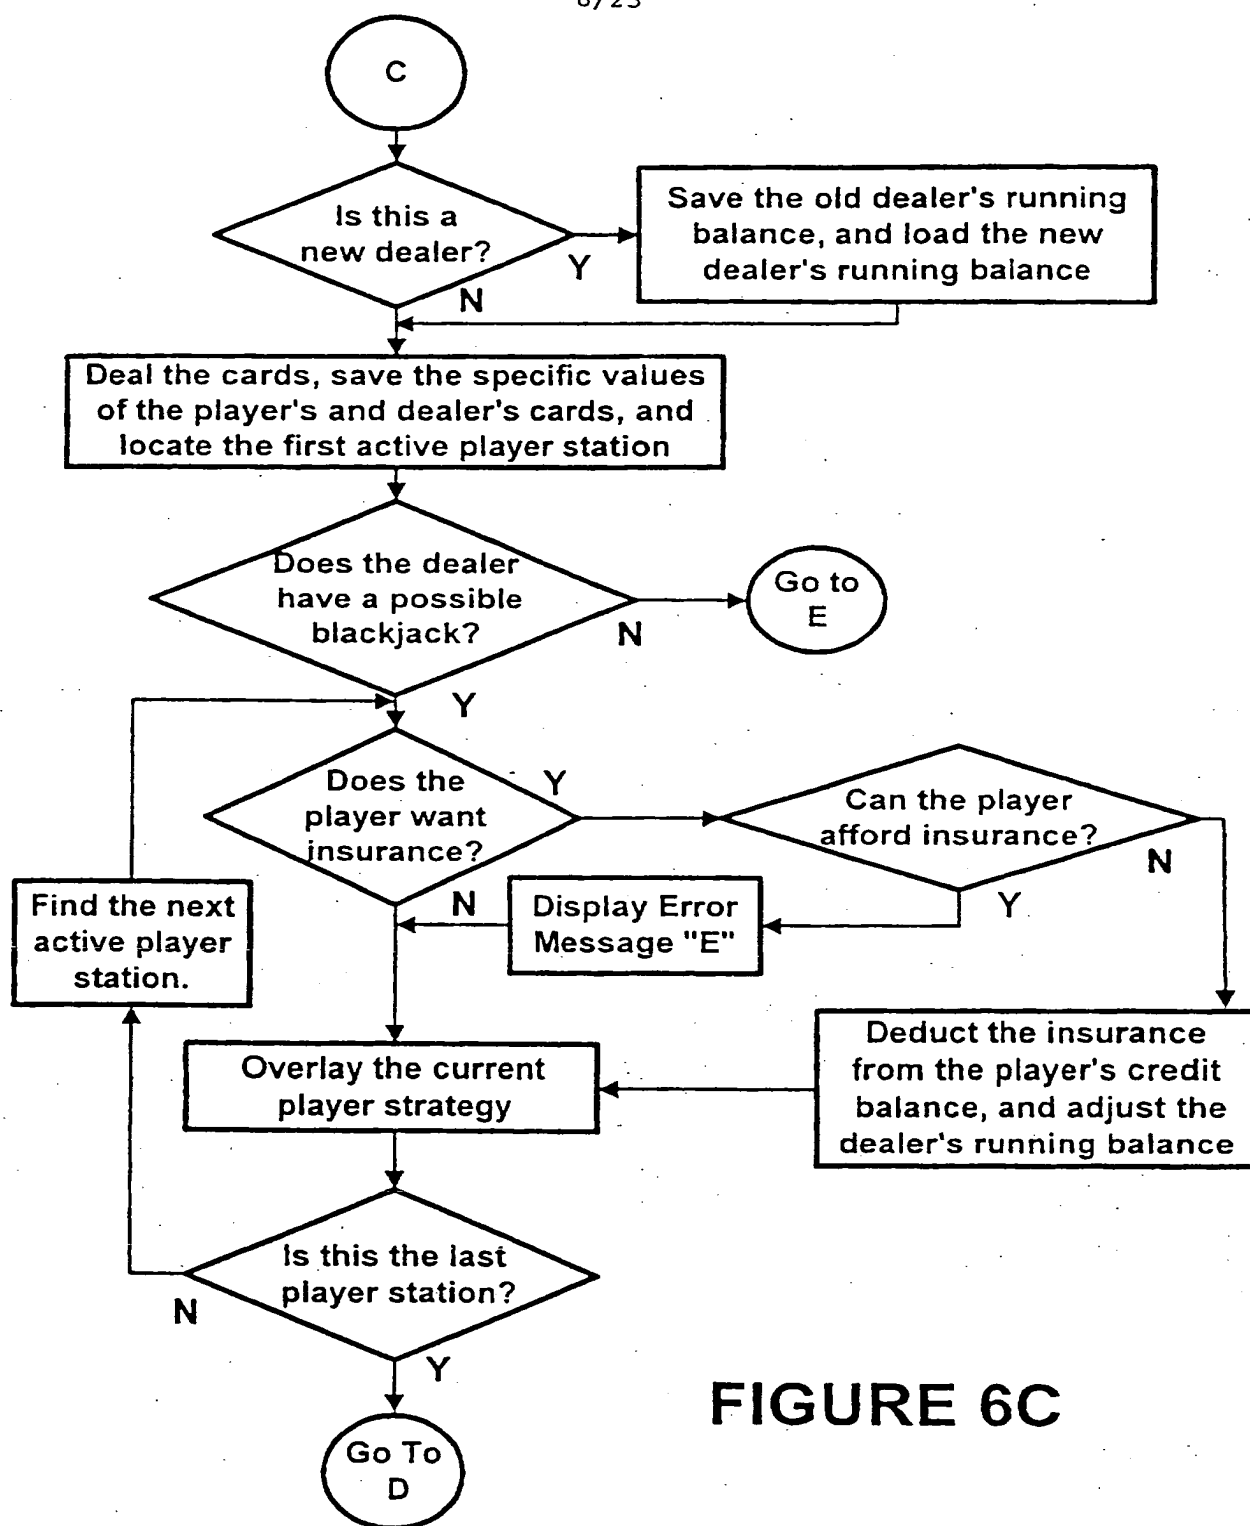 8/23
C
Is this a
new dealer?
Y
N
Save the old dealer's running
balance, and load the new
dealer's running balance
Deal the cards, save the specific values
of the player's and dealer's cards, and
locate the first active player station
Does the dealer
have a possible
blackjack?
N
Y
Go to
E
Does the
player want
insurance?
Y
N
Can the player
afford insurance?
N
Y
Display Error
Message "E"
Find the next
active player
station.
Deduct the insurance
from the player's credit
balance, and adjust the
dealer's running balance
Overlay the current
player strategy
Is this the last
player station?
N
Y
Go To
D
FIGURE 6C